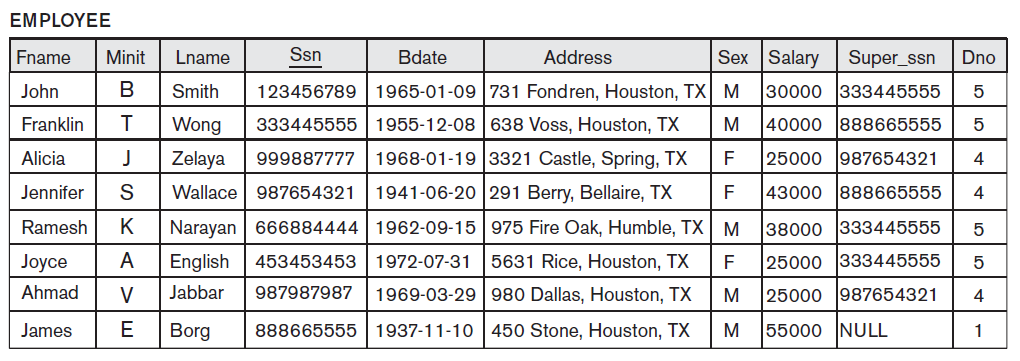 EMPLOYEE
Fname Minit Lname Ssn Bdate Address Sex Salary Super_ssn Dno
John B Smith 123456789 1965-01-09 731 Fondren, Houston, TX M 30000 333445555 5
Franklin T Wong 333445555 1955-12-08 638 Voss, Houston, TX M 40000 888665555 5
Alicia J Zelaya 999887777 1968-01-19 3321 Castle, Spring, TX F 25000 987654321 4
Jennifer S Wallace 987654321 1941-06-20 291 Berry, Bellaire, TX F 43000 888665555 4
Ramesh K Narayan 666884444 1962-09-15 975 Fire Oak, Humble, TX M 38000 333445555 5
Joyce A English 453453453 1972-07-31 5631 Rice, Houston, TX F 25000 333445555 5
Ahmad V Jabbar 987987987 1969-03-29 980 Dallas, Houston, TX M 25000 987654321 4
James E Borg 888665555 1937-11-10 450 Stone, Houston, TX M 55000 NULL 1